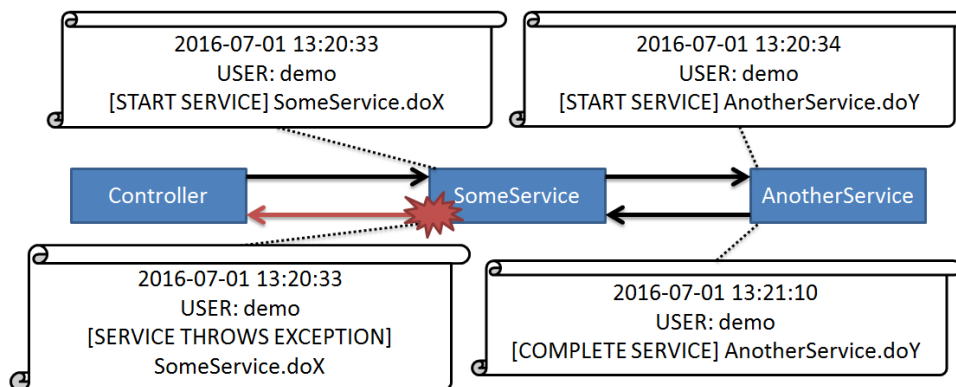 2016-07-01 13:20:33
USER: demo
[START SERVICE] SomeService.doX
2016-07-01 13:20:34
USER: demo
[START SERVICE] AnotherService.doY
Controller
SomeService
AnotherService
2016-07-01 13:20:33
USER: demo
[SERVICE THROWS EXCEPTION]
SomeService.doX
2016-07-01 13:21:10
USER: demo
[COMPLETE SERVICE] AnotherService.doY